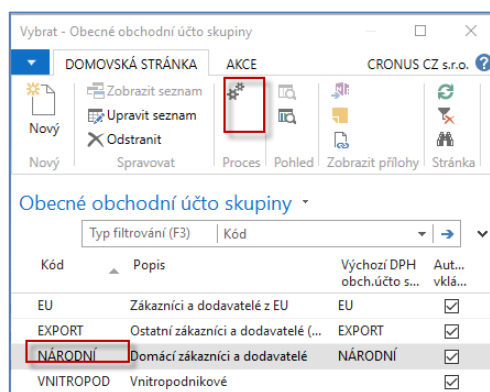 Vybrat - Obecné obchodní účto skupiny
DOMOVSKÁ STRÁNKA AKCE CRONUS CZ s.r.o.
Nový
Zobrazit seznam
Upravit seznam
Odstranit
Nový Spravovat Proces Pohled Zobrazit přílohy Stránka
Obecné obchodní účto skupiny
Typ filtrování (F3) Kód
Kód Popis Výchozí DPH obch.účto s... Aut... vklá...
EU Zákazníci a dodavatelé z EU EU
EXPORT Ostatní zákazníci a dodavatelé (... EXPORT
NÁRODNÍ Domácí zákazníci a dodavatelé NÁRODNÍ
VNITROPOD Vnitropodnikové